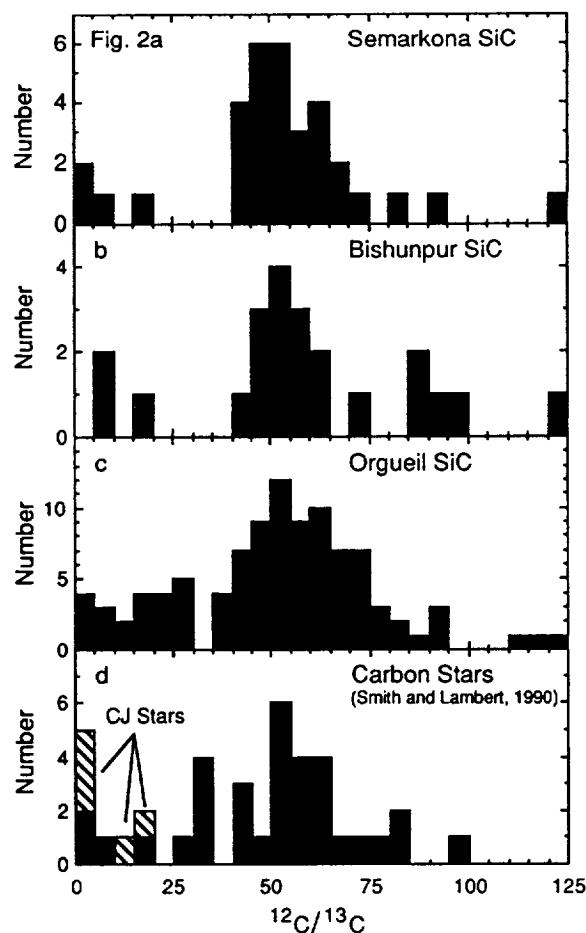 Fig. 2a
Semarkona SiC
Number
6
4
2
0
b
Bishunpur SiC
Number
4
2
0
c
Orgueil SiC
Number
10
5
0
d
Carbon Stars
(Smith and Lambert, 1990)
CJ Stars
Number
6
4
2
0
0 25 50 75 100 125
¹²C/¹³C